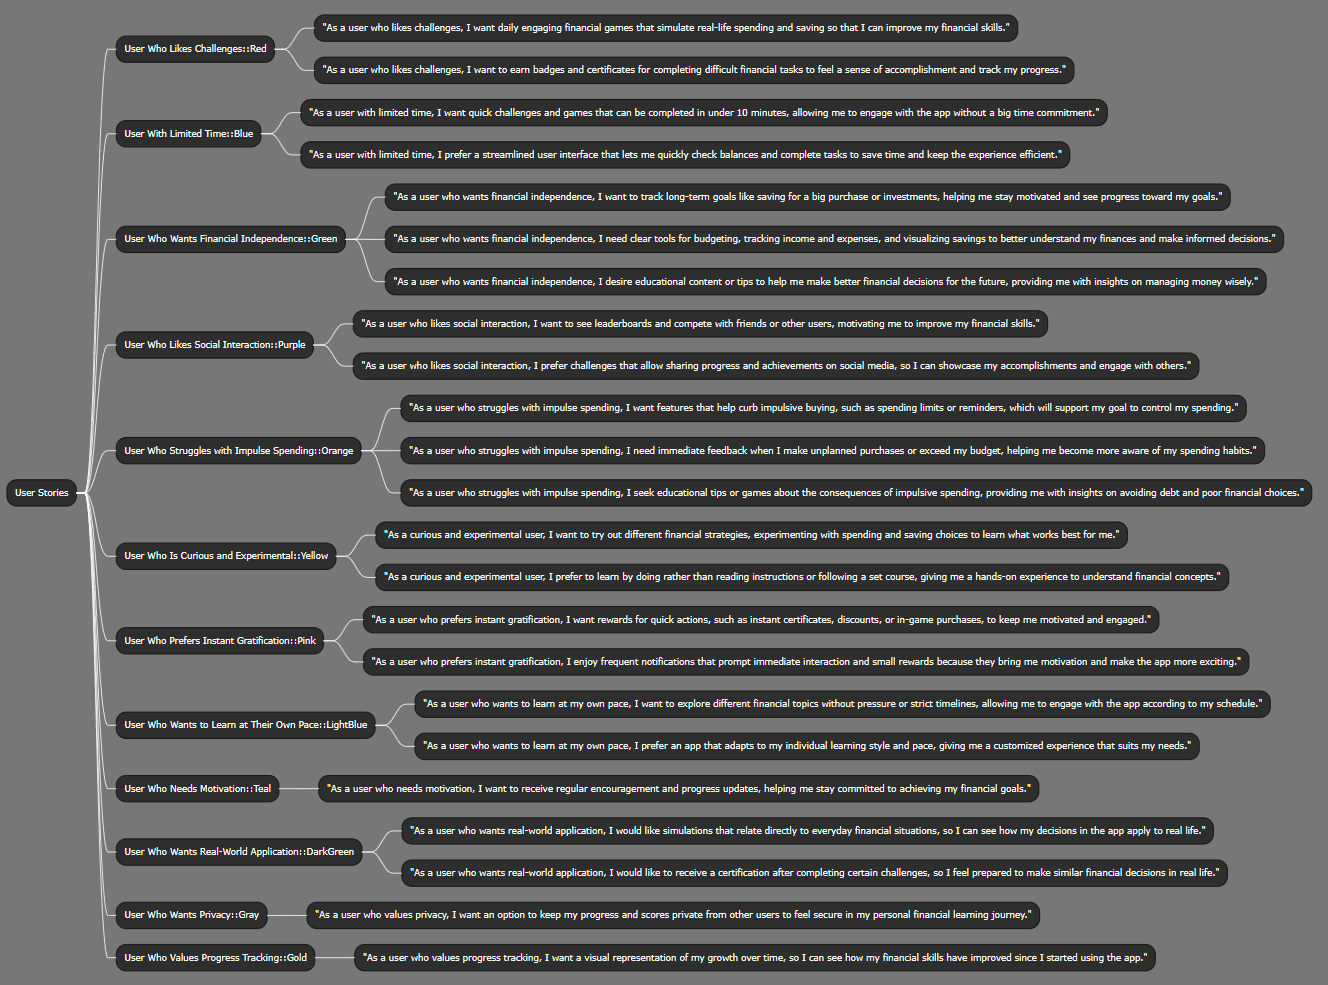 User Stories
User Who Likes Challenges::Red
"As a user who likes challenges, I want daily engaging financial games that simulate real-life spending and saving so that I can improve my financial skills."
"As a user who likes challenges, I want to earn badges and certificates for completing difficult financial tasks to feel a sense of accomplishment and track my progress."
User With Limited Time::Blue
"As a user with limited time, I want quick challenges and games that can be completed in under 10 minutes, allowing me to engage with the app without a big time commitment."
"As a user with limited time, I prefer a streamlined user interface that lets me quickly check balances and complete tasks to save time and keep the experience efficient."
User Who Wants Financial Independence::Green
"As a user who wants financial independence, I want to track long-term goals like saving for a big purchase or investments, helping me stay motivated and see progress toward my goals."
"As a user who wants financial independence, I need clear tools for budgeting, tracking income and expenses, and visualizing savings to better understand my finances and make informed decisions."
"As a user who wants financial independence, I desire educational content or tips to help me make better financial decisions for the future, providing me with insights on managing money wisely."
User Who Likes Social Interaction::Purple
"As a user who likes social interaction, I want to see leaderboards and compete with friends or other users, motivating me to improve my financial skills."
"As a user who likes social interaction, I prefer challenges that allow sharing progress and achievements on social media, so I can showcase my accomplishments and engage with others."
User Who Struggles with Impulse Spending::Orange
"As a user who struggles with impulse spending, I want features that help curb impulsive buying, such as spending limits or reminders, which will support my goal to control my spending."
"As a user who struggles with impulse spending, I need immediate feedback when I make unplanned purchases or exceed my budget, helping me become more aware of my spending habits."
"As a user who struggles with impulse spending, I seek educational tips or games about the consequences of impulsive spending, providing me with insights on avoiding debt and poor financial choices."
User Who Is Curious and Experimental::Yellow
"As a curious and experimental user, I want to try out different financial strategies, experimenting with spending and saving choices to learn what works best for me."
"As a curious and experimental user, I prefer to learn by doing rather than reading instructions or following a set course, giving me a hands-on experience to understand financial concepts."
User Who Prefers Instant Gratification::Pink
"As a user who prefers instant gratification, I want rewards for quick actions, such as instant certificates, discounts, or in-game purchases, to keep me motivated and engaged."
"As a user who prefers instant gratification, I enjoy frequent notifications that prompt immediate interaction and small rewards because they bring me motivation and make the app more exciting."
User Who Wants to Learn at Their Own Pace::LightBlue
"As a user who wants to learn at my own pace, I want to explore different financial topics without pressure or strict timelines, allowing me to engage with the app according to my schedule."
"As a user who wants to learn at my own pace, I prefer an app that adapts to my individual learning style and pace, giving me a customized experience that suits my needs."
User Who Needs Motivation::Teal
"As a user who needs motivation, I want to receive regular encouragement and progress updates, helping me stay committed to achieving my financial goals."
User Who Wants Real-World Application::DarkGreen
"As a user who wants real-world application, I would like simulations that relate directly to everyday financial situations, so I can see how my decisions in the app apply to real life."
"As a user who wants real-world application, I would like to receive a certification after completing certain challenges, so I feel prepared to make similar financial decisions in real life."
User Who Wants Privacy::Gray
"As a user who values privacy, I want an option to keep my progress and scores private from other users to feel secure in my personal financial learning journey."
User Who Values Progress Tracking::Gold
"As a user who values progress tracking, I want a visual representation of my growth over time, so I can see how my financial skills have improved since I started using the app."